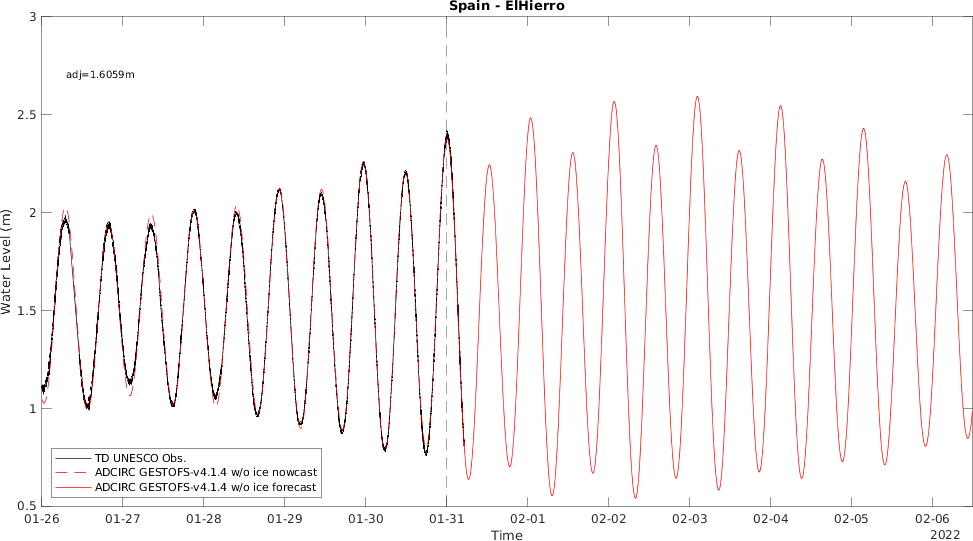 Spain - ElHierro
3
adj=1.6059m
2.5
2
Water Level (m)
1.5
1
TD UNESCO Obs.
ADCIRC GESTOFS-v4.1.4 w/o ice nowcast
ADCIRC GESTOFS-v4.1.4 w/o ice forecast
0.5
01-26 01-27 01-28 01-29 01-30 01-31 02-01 02-02 02-03 02-04 02-05 02-06
Time
2022